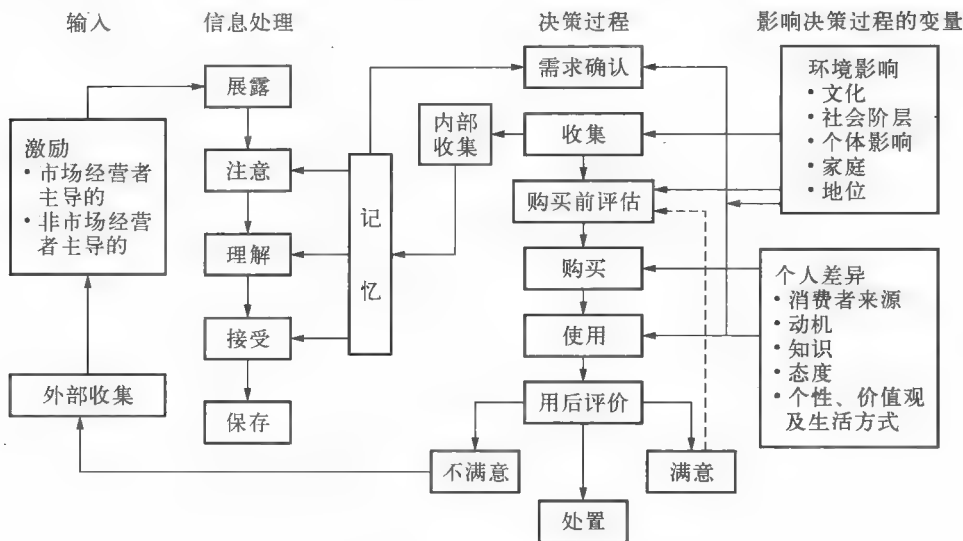 输入
信息处理
决策过程
影响决策过程的变量
激励
• 市场经营者
主导的
• 非市场经营
者主导的
外部收集
展露
注意
理解
接受
保存
记
忆
内部
收集
需求确认
收集
购买前评估
购买
使用
用后评价
不满意
满意
处置
环境影响
• 文化
• 社会阶层
• 个体影响
• 家庭
• 地位
个人差异
• 消费者来源
• 动机
• 知识
• 态度
• 个性、价值观
及生活方式